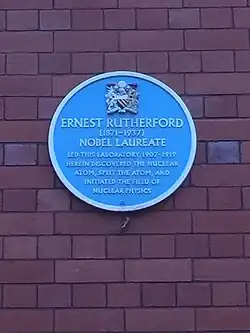 ERNEST RUTHERFORD
(1871–1937)
NOBEL LAUREATE
LED THIS LABORATORY 1907–1919
HEREIN DISCOVERED THE NUCLEAR
ATOM, SPLIT THE ATOM, AND
INITIATED THE FIELD OF
NUCLEAR PHYSICS